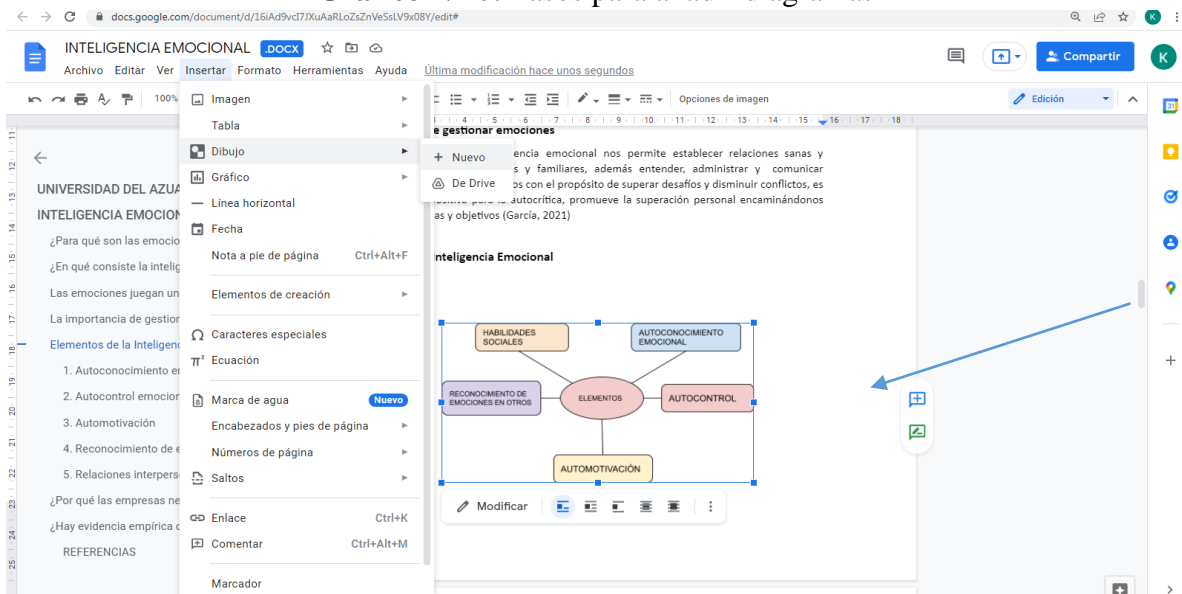 docs.google.com/document/d/16iAd9vcI7JXuAaRLoZsZnVeSsLV9x08Y/edit#
K
INTELIGENCIA EMOCIONAL .DOCX
Archivo Editar Ver Insertar Formato Herramientas Ayuda Última modificación hace unos segundos
Compartir
K
100%
Opciones de imagen
Edición
31
Imagen
Tabla
Dibujo
Gráfico
Línea horizontal
Fecha
Nota a pie de página Ctrl+Alt+F
Elementos de creación
Caracteres especiales
Ecuación
Marca de agua Nuevo
Encabezados y pies de página
Números de página
Saltos
Enlace Ctrl+K
Comentar Ctrl+Alt+M
Marcador
+ Nuevo
De Drive
UNIVERSIDAD DEL AZUA
INTELIGENCIA EMOCION
¿Para qué son las emocio
¿En qué consiste la intelig
Las emociones juegan un
La importancia de gestior
Elementos de la Inteligen
1. Autoconocimiento e
2. Autocontrol emocior
3. Automotivación
4. Reconocimiento de e
5. Relaciones interpers
¿Por qué las empresas ne
¿Hay evidencia empírica
REFERENCIAS
e gestionar emociones
encia emocional nos permite establecer relaciones sanas y
s y familiares, además entender, administrar y comunicar
os con el propósito de superar desafíos y disminuir conflictos, es
para la autocrítica, promueve la superación personal encaminándonos
as y objetivos (García, 2021)
nteligencia Emocional
HABILIDADES
SOCIALES
AUTOCONOCIMIENTO
EMOCIONAL
RECONOCIMIENTO DE
EMOCIONES EN OTROS
ELEMENTOS
AUTOCONTROL
AUTOMOTIVACIÓN
Modificar